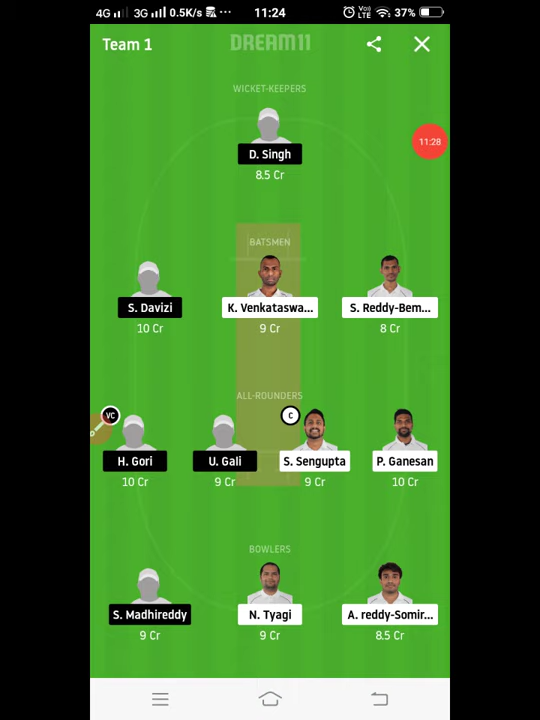 4G 3G 0.5K/s ... 11:24 Vo) LTE 37%
Team 1 DREAM11
WICKET-KEEPERS
11:28
D. Singh
8.5 Cr
BATSMEN
S. Davizi K. Venkataswa... S. Reddy-Bem...
10 Cr 9 Cr 8 Cr
ALL-ROUNDERS
VC C
H. Gori U. Gali S. Sengupta P. Ganesan
10 Cr 9 Cr 9 Cr 10 Cr
BOWLERS
S. Madhireddy N. Tyagi A. reddy-Somir...
9 Cr 9 Cr 8.5 Cr